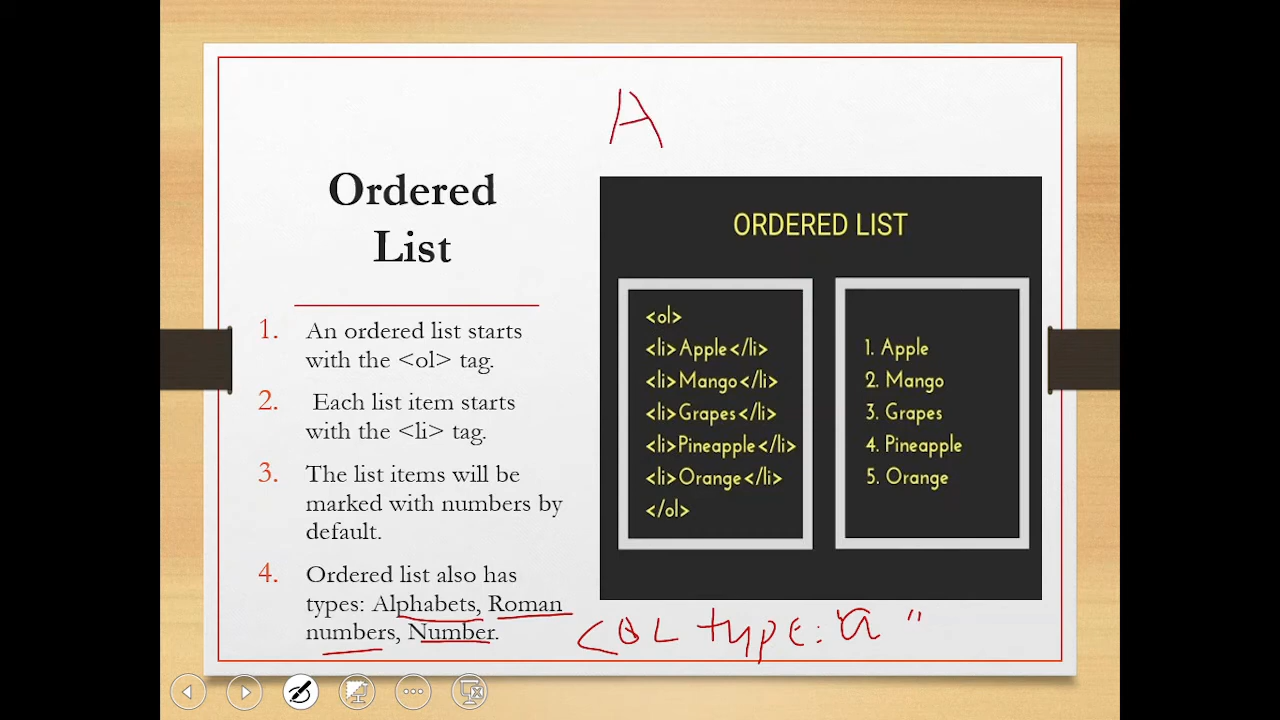 A
Ordered
List
1. An ordered list starts
with the <ol> tag.
2. Each list item starts
with the <li> tag.
3. The list items will be
marked with numbers by
default.
4. Ordered list also has
types: Alphabets, Roman
numbers, Number.
ORDERED LIST
<ol>
<li>Apple</li>
<li>Mango</li>
<li>Grapes</li>
<li>Pineapple</li>
<li>Orange</li>
</ol>
1. Apple
2. Mango
3. Grapes
4. Pineapple
5. Orange
<OL type:"a"